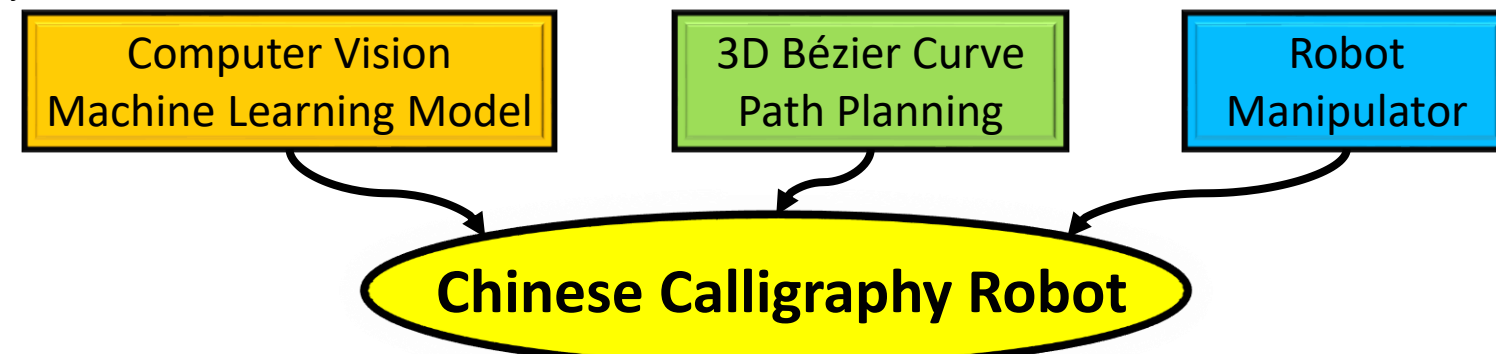 Computer Vision
Machine Learning Model
3D Bézier Curve
Path Planning
Robot
Manipulator
Chinese Calligraphy Robot